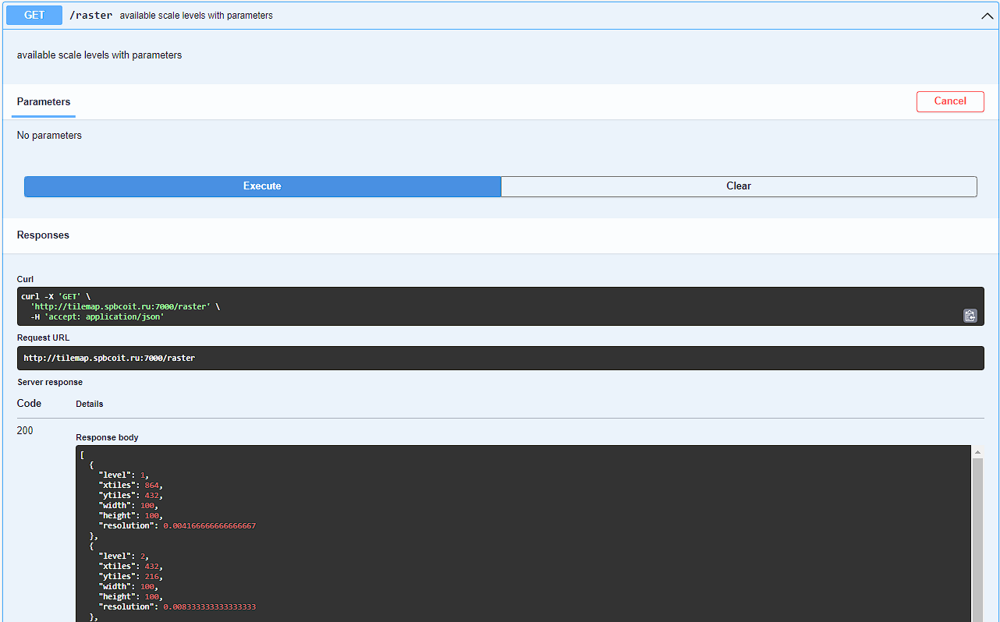 GET /raster available scale levels with parameters
available scale levels with parameters
Parameters
Cancel
No parameters
Execute
Clear
Responses
Curl
curl -X 'GET' \
'http://tilemap.spbcoit.ru:7000/raster' \
-H 'accept: application/json'
Request URL
http://tilemap.spbcoit.ru:7000/raster
Server response
Code Details
200
Response body
[
{
"level": 1,
"xtiles": 864,
"ytiles": 432,
"width": 100,
"height": 100,
"resolution": 0.004166666666666667
},
{
"level": 2,
"xtiles": 432,
"ytiles": 216,
"width": 100,
"height": 100,
"resolution": 0.008333333333333333
},